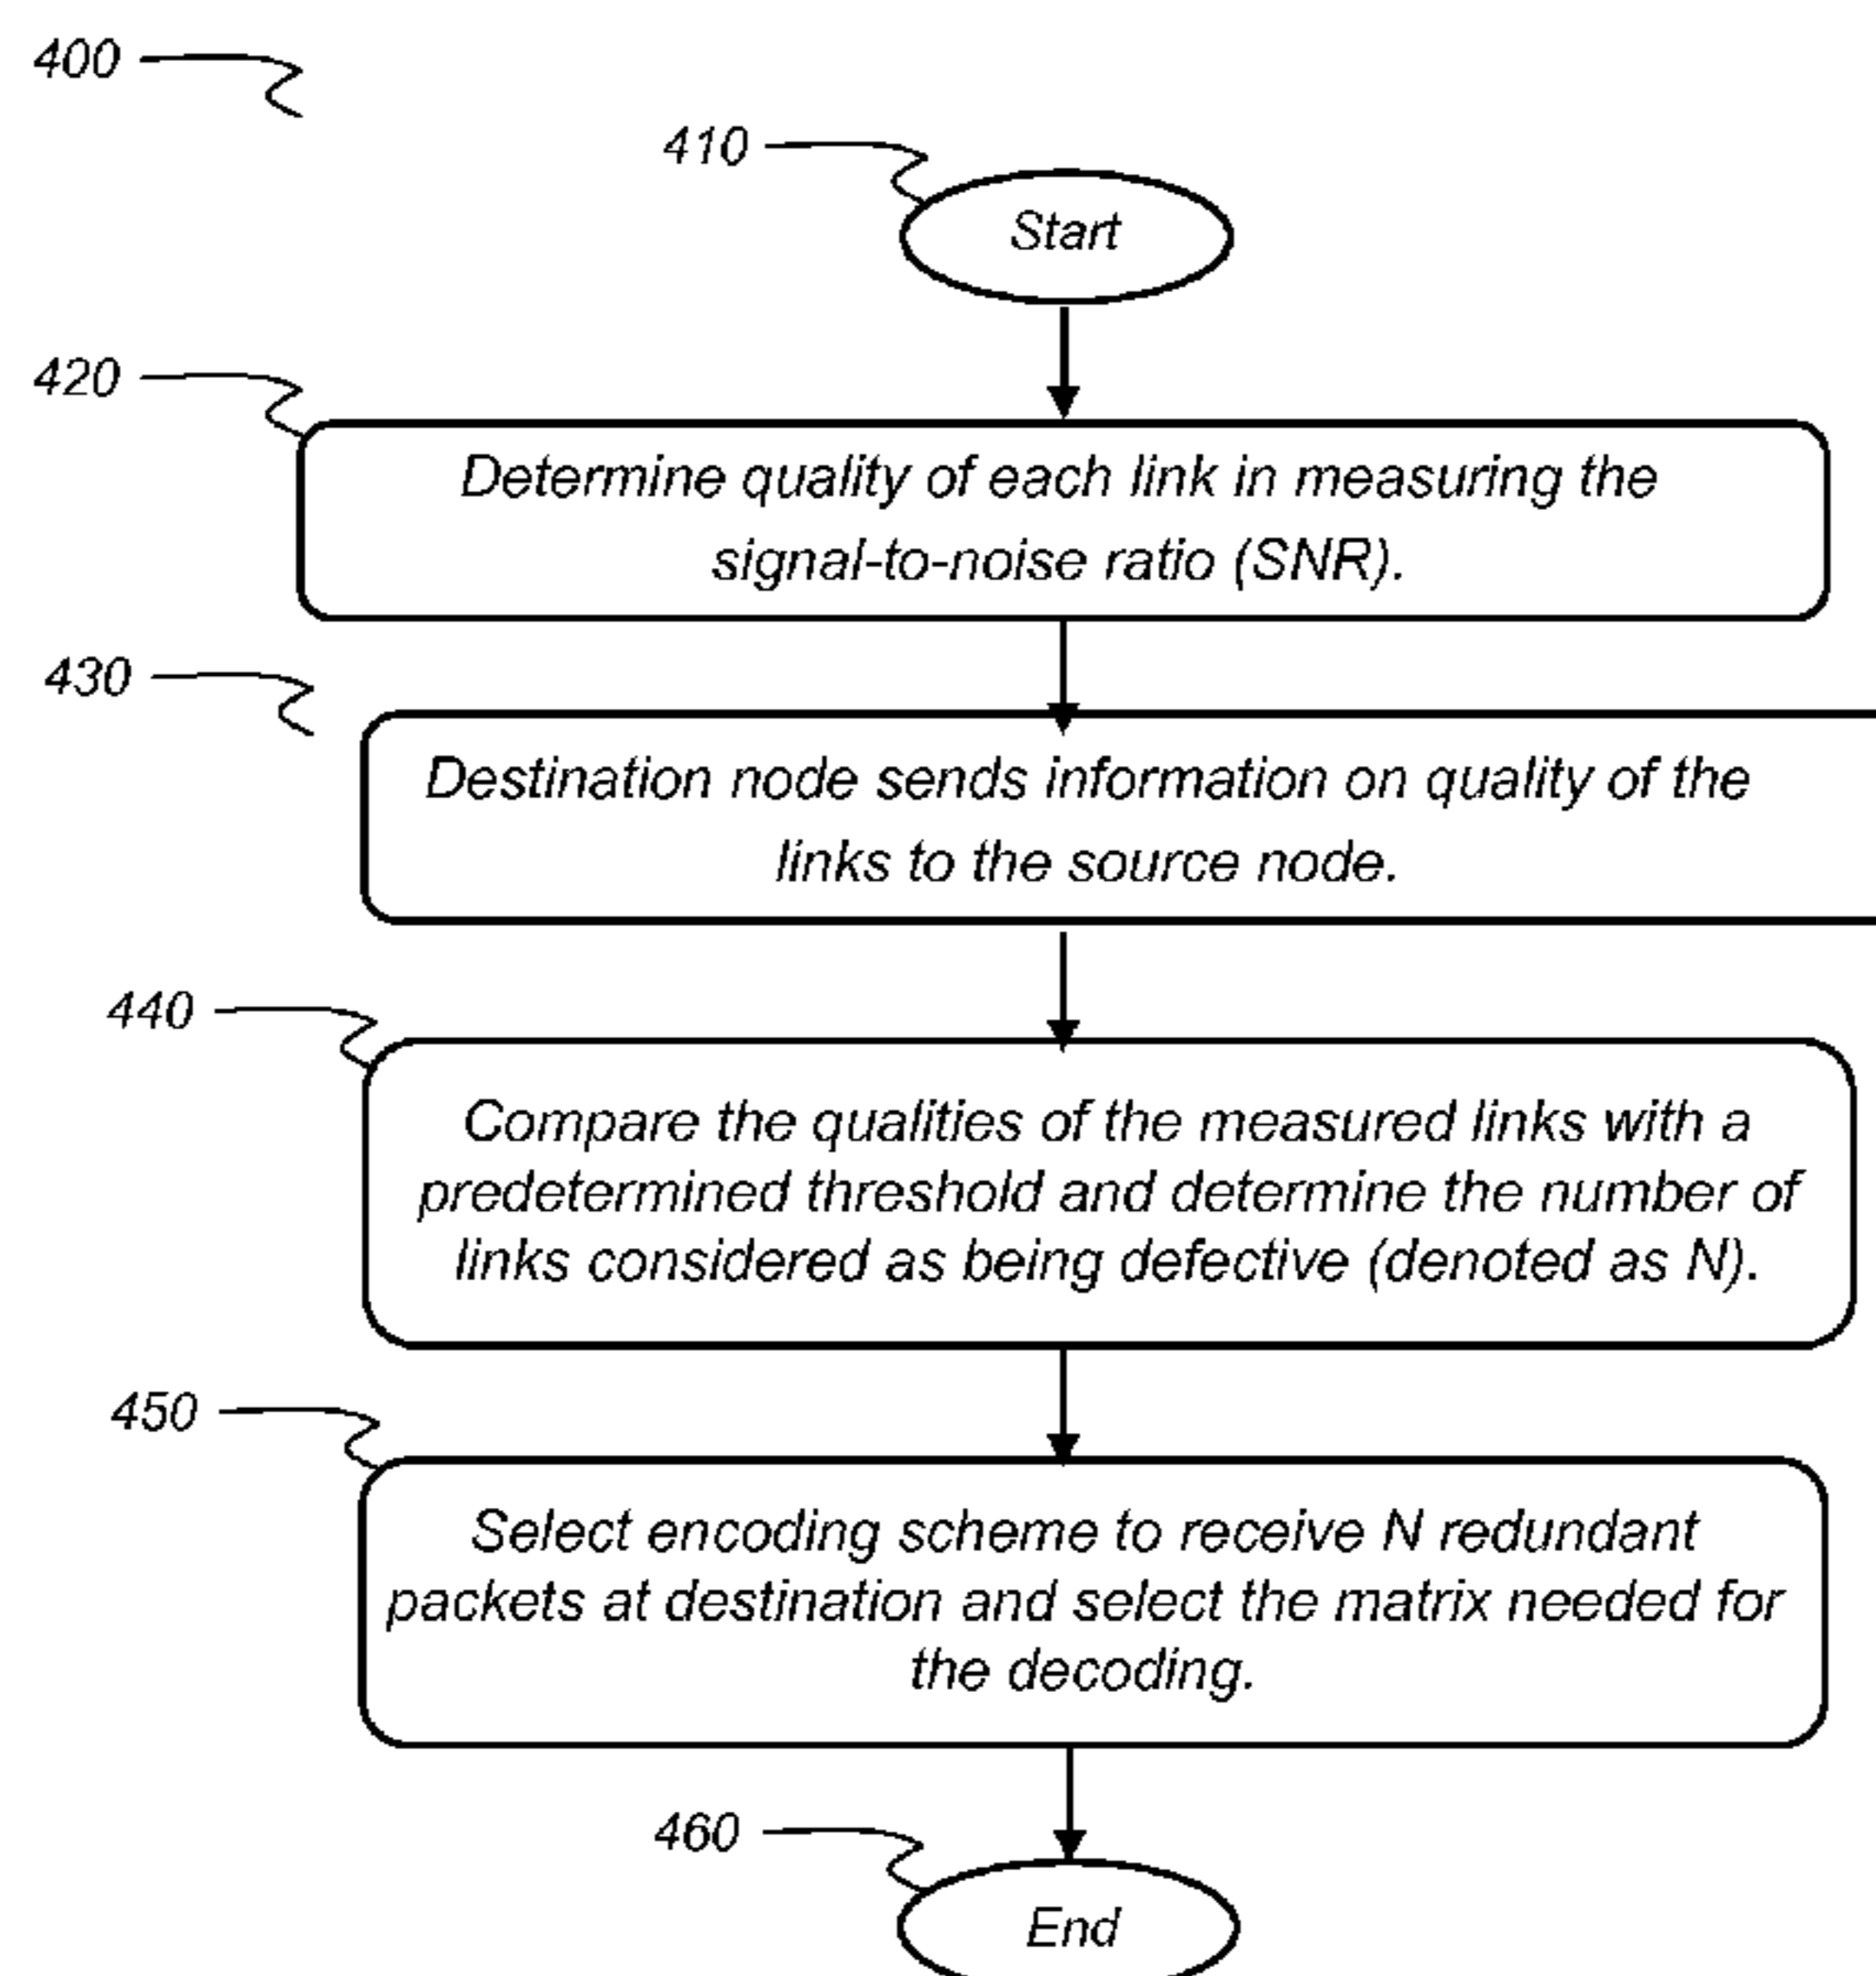 400
410
Start
420
Determine quality of each link in measuring the
signal-to-noise ratio (SNR).
430
Destination node sends information on quality of the
links to the source node.
440
Compare the qualities of the measured links with a
predetermined threshold and determine the number of
links considered as being defective (denoted as N).
450
Select encoding scheme to receive N redundant
packets at destination and select the matrix needed for
the decoding.
460
End